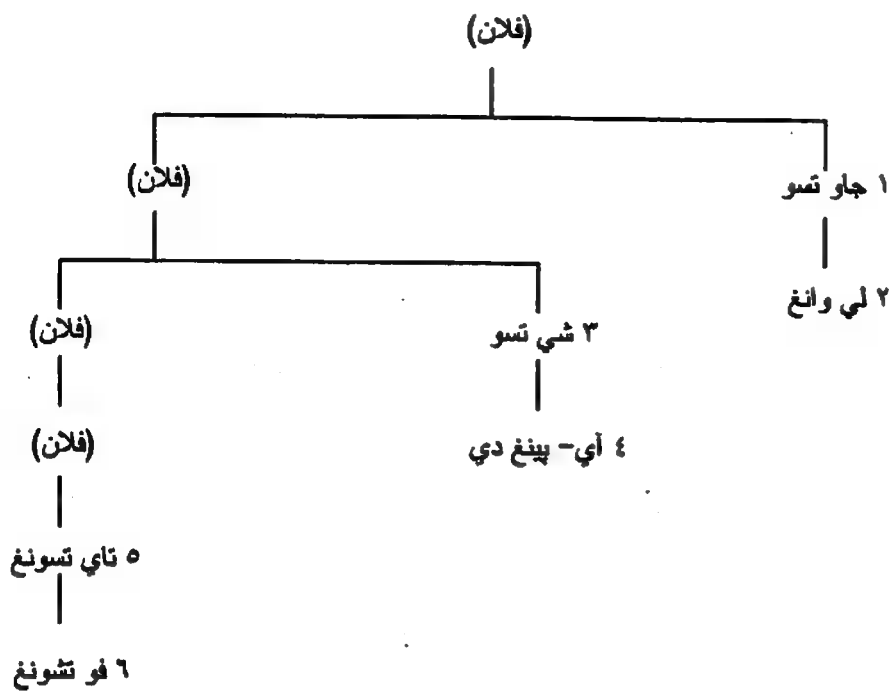 (فلان)
١ جاو تسو
(فلان)
٢ لي وانغ
٣ شي تسو
(فلان)
٤ آي- پينغ دي
(فلان)
٥ تاي تسونغ
٦ فو تشونغ